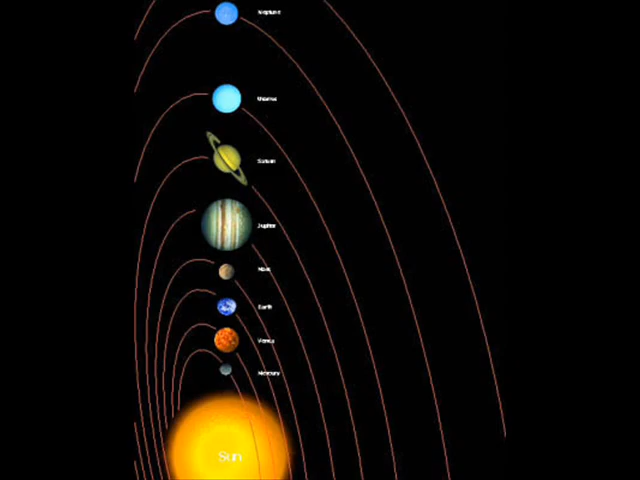 Neptune
Uranus
Saturn
Jupiter
Mars
Earth
Venus
Mercury
Sun